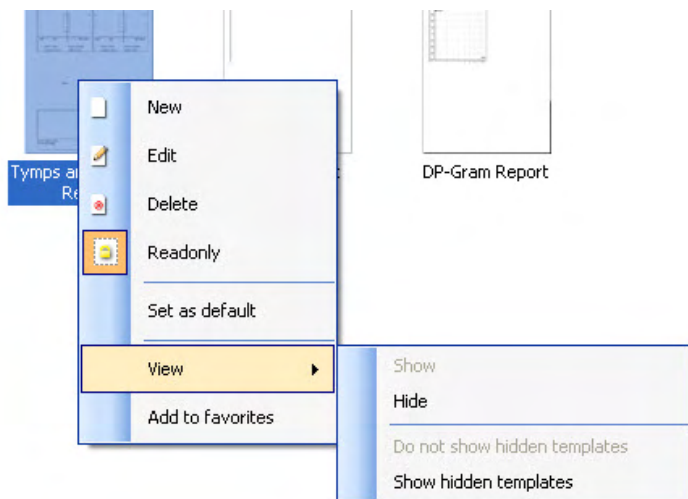 Tymps a
Re
DP-Gram Report
New
Edit
Delete
Readonly
Set as default
View
Add to favorites
Show
Hide
Do not show hidden templates
Show hidden templates